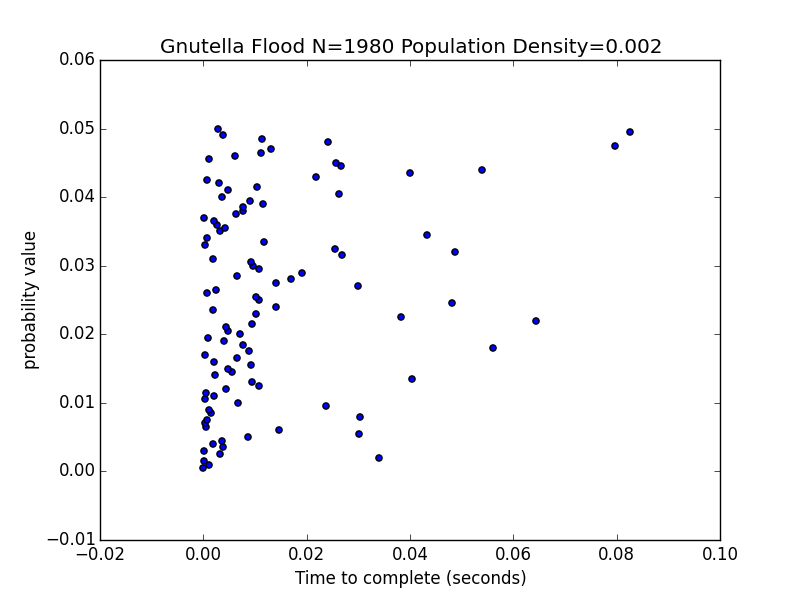 Gnutella Flood N=1980 Population Density=0.002
0.06
0.05
0.04
0.03
0.02
0.01
0.00
−0.01
probability value
−0.02 0.00 0.02 0.04 0.06 0.08 0.10
Time to complete (seconds)